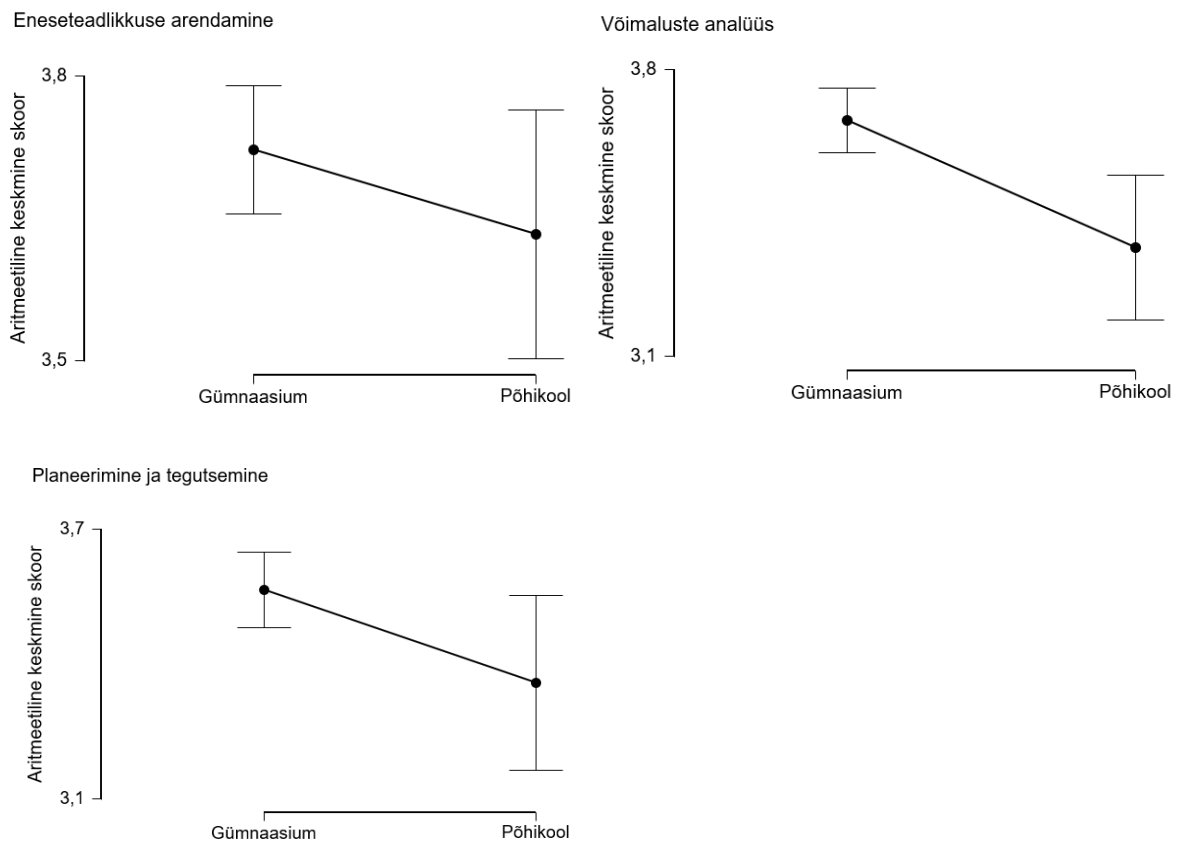 Eneseteadlikkuse arendamine
Aritmeetiline keskmine skoor
3,8
3,5
Gümnaasium
Põhikool
Võimaluste analüüs
Aritmeetiline keskmine skoor
3,8
3,1
Gümnaasium
Põhikool
Planeerimine ja tegutsemine
Aritmeetiline keskmine skoor
3,7
3,1
Gümnaasium
Põhikool